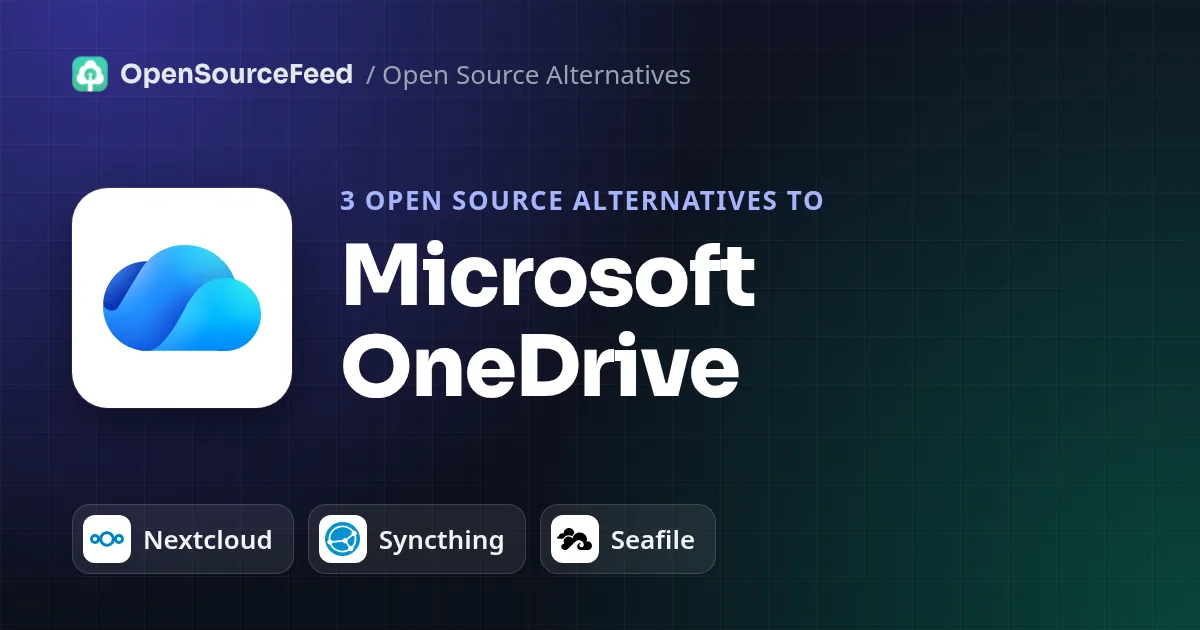 OpenSourceFeed / Open Source Alternatives
3 OPEN SOURCE ALTERNATIVES TO
Microsoft
OneDrive
Nextcloud Syncthing Seafile